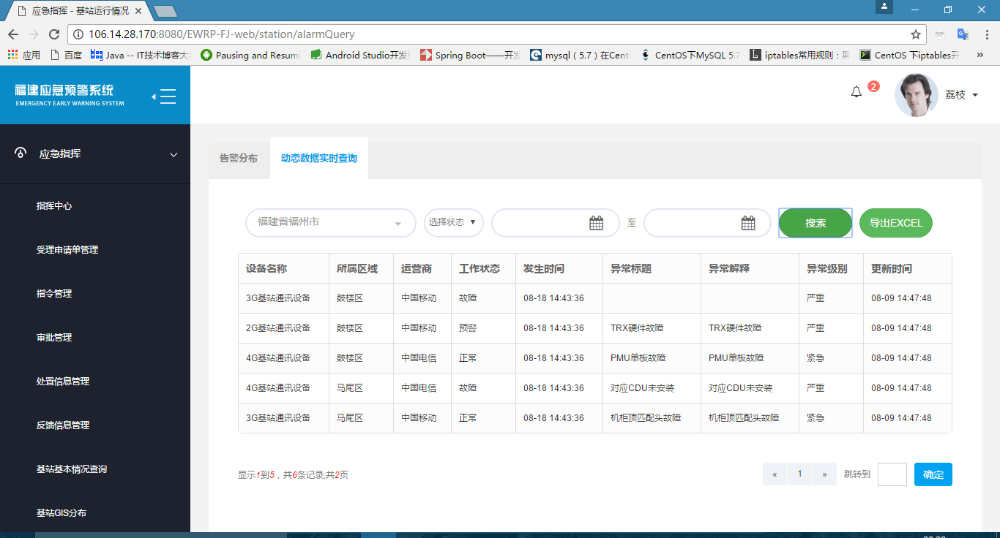 应急指挥 - 基站运行情况
106.14.28.170:8080/EWRP-FJ-web/station/alarmQuery
应用 百度 Java -- IT技术博客大 Pausing and Resumi Android Studio开发 Spring Boot——开发 mysql（5.7）在Cent CentOS下MySQL 5.7 iptables常用规则：屏 CentOS 下iptables开 »
福建应急预警系统
EMERGENCY EARLY WARNING SYSTEM
2 荔枝
应急指挥
指挥中心
受理申请单管理
指令管理
审批管理
处置信息管理
反馈信息管理
基站基本情况查询
基站GIS分布
告警分布 动态数据实时查询
福建省福州市 选择状态 至 搜索 导出EXCEL
设备名称 所属区域 运营商 工作状态 发生时间 异常标题 异常解释 异常级别 更新时间
3G基站通讯设备 鼓楼区 中国移动 故障 08-18 14:43:36 严重 08-09 14:47:48
2G基站通讯设备 鼓楼区 中国移动 预警 08-18 14:43:36 TRX硬件故障 TRX硬件故障 严重 08-09 14:47:48
4G基站通讯设备 鼓楼区 中国电信 正常 08-18 14:43:36 PMU单板故障 PMU单板故障 紧急 08-09 14:47:48
4G基站通讯设备 马尾区 中国电信 故障 08-18 14:43:36 对应CDU未安装 对应CDU未安装 严重 08-09 14:47:48
3G基站通讯设备 马尾区 中国移动 正常 08-18 14:43:36 机柜顶匹配头故障 机柜顶匹配头故障 紧急 08-09 14:47:48
显示1到5，共6条记录,共2页
« 1 » 跳转到 确定